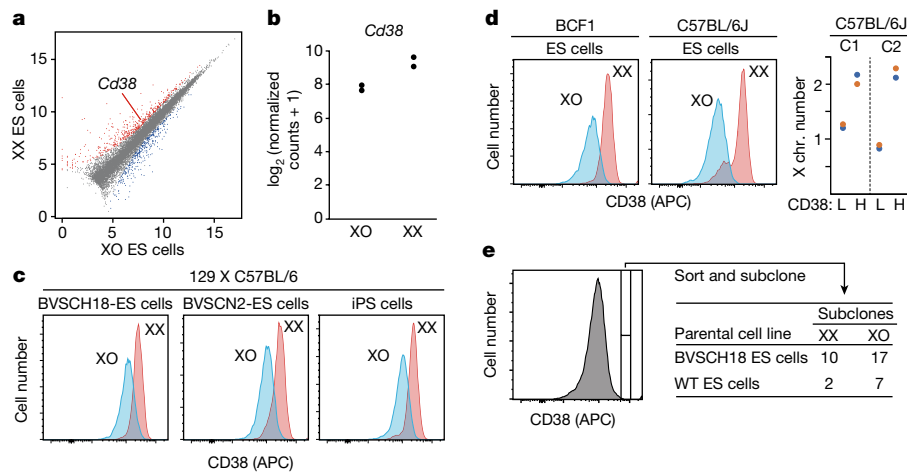 a
15
10
5
0
XX ES cells
Cd38
0 5 10 15
XO ES cells
b
Cd38
log2 (normalized
counts + 1)
10
8
6
4
2
0
XO XX
c
129 X C57BL/6
BVSCH18-ES cells BVSCN2-ES cells iPS cells
Cell number
XO XX
XO XX
XO XX
CD38 (APC)
d
BCF1 C57BL/6J
ES cells ES cells
Cell number
XO XX
XO XX
CD38 (APC)
C57BL/6J
C1 C2
X chr. number
2
1
CD38: L H L H
e
Cell number
CD38 (APC)
Sort and subclone
Subclones
Parental cell line XX XO
BVSCH18 ES cells 10 17
WT ES cells 2 7